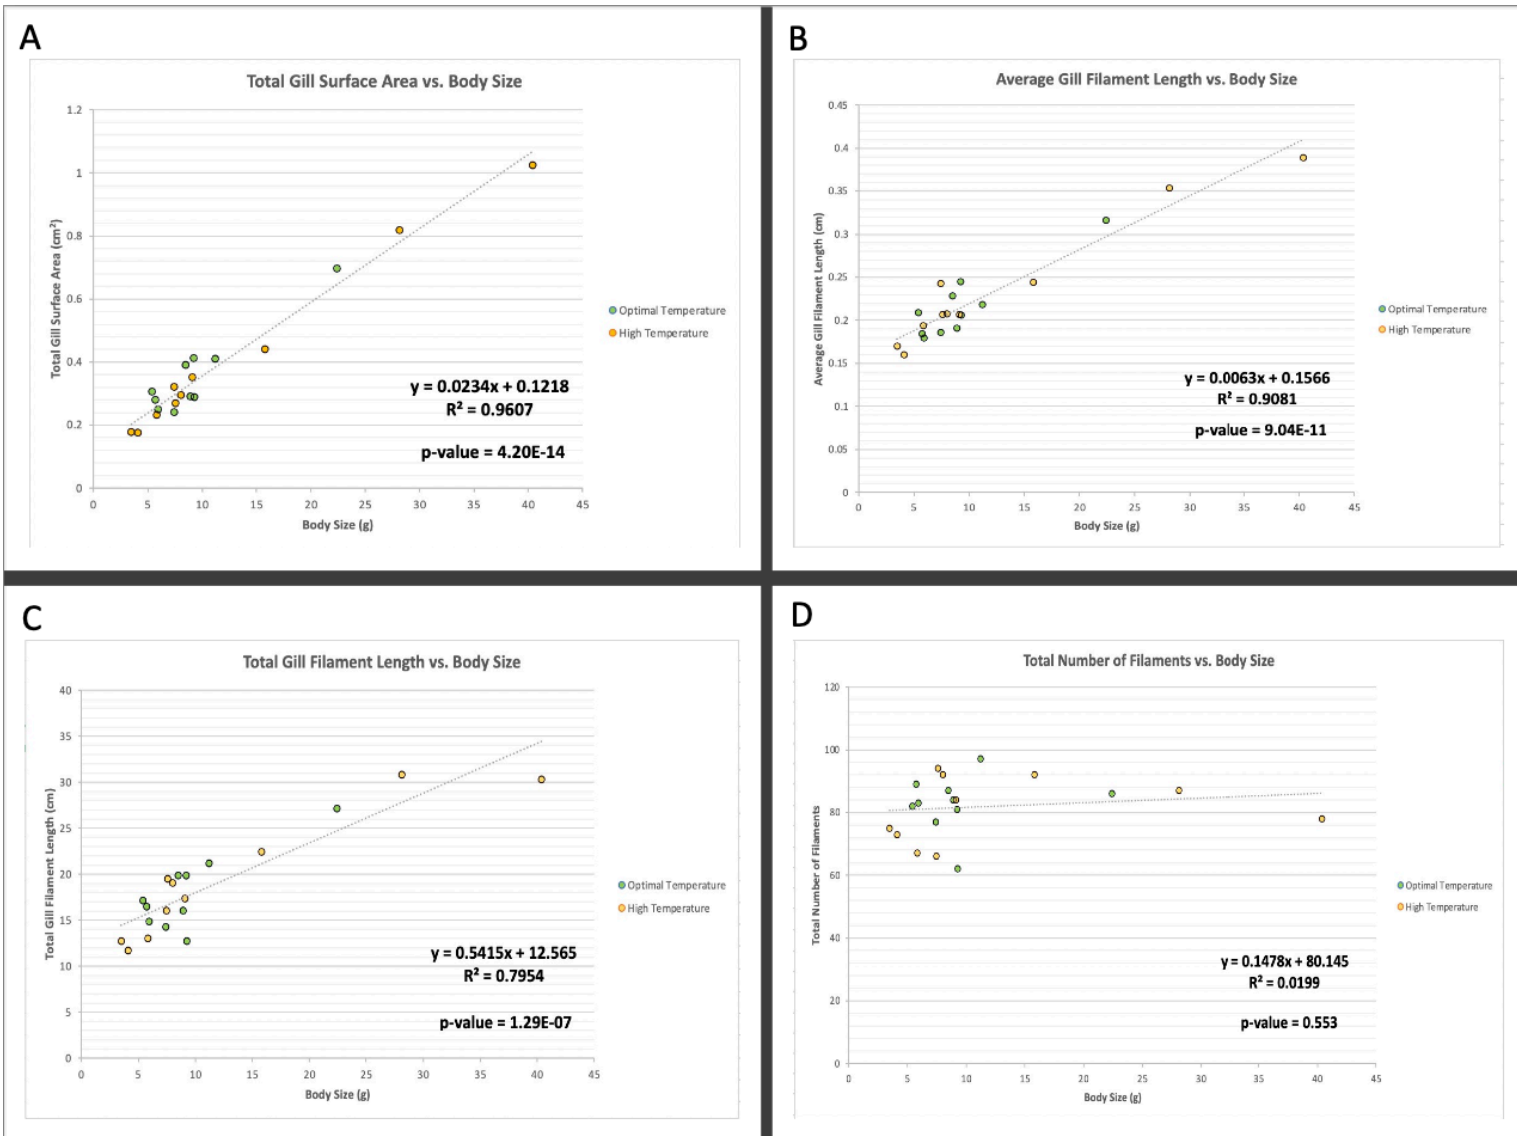 A
Total Gill Surface Area vs. Body Size
1.2
1
0.8
0.6
0.4
0.2
0
Total Gill Surface Area (cm²)
0 5 10 15 20 25 30 35 40 45
Body Size (g)
Optimal Temperature
High Temperature
y = 0.0234x + 0.1218
R² = 0.9607
p-value = 4.20E-14
B
Average Gill Filament Length vs. Body Size
0.45
0.4
0.35
0.3
0.25
0.2
0.15
0.1
0.05
0
Average Gill Filament Length (cm)
0 5 10 15 20 25 30 35 40 45
Body Size (g)
Optimal Temperature
High Temperature
y = 0.0063x + 0.1566
R² = 0.9081
p-value = 9.04E-11
C
Total Gill Filament Length vs. Body Size
40
35
30
25
20
15
10
5
0
Total Gill Filament Length (cm)
0 5 10 15 20 25 30 35 40 45
Body Size (g)
Optimal Temperature
High Temperature
y = 0.5415x + 12.565
R² = 0.7954
p-value = 1.29E-07
D
Total Number of Filaments vs. Body Size
120
100
80
60
40
20
0
Total Number of Filaments
0 5 10 15 20 25 30 35 40 45
Body Size (g)
Optimal Temperature
High Temperature
y = 0.1478x + 80.145
R² = 0.0199
p-value = 0.553